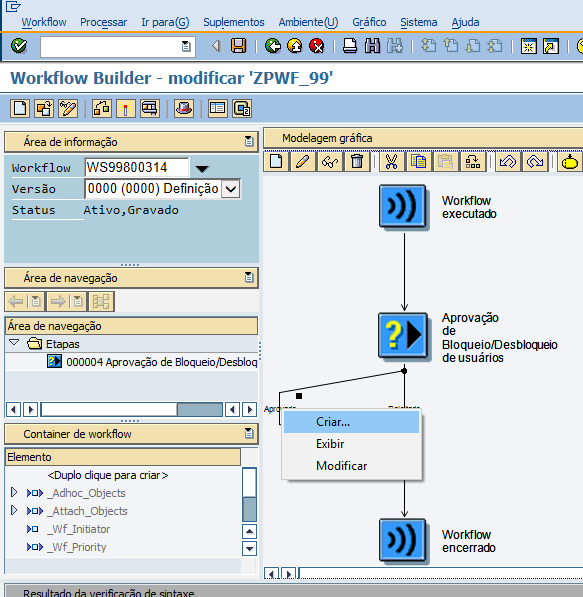 Workflow Processar Ir para(G) Suplementos Ambiente(U) Gráfico Sistema Ajuda
Workflow Builder - modificar 'ZPWF_99'
Área de informação
Workflow WS99800314
Versão 0000 (0000) Definição
Status Ativo,Gravado
Área de navegação
Área de navegação
Etapas
000004 Aprovação de Bloqueio/Desbloq
Container de workflow
Elemento
<Duplo clique para criar>
_Adhoc_Objects
_Attach_Objects
_Wf_Initiator
_Wf_Priority
Modelagem gráfica
Workflow
executado
Aprovação
de
Bloqueio/Desbloqueio
de usuários
Criar...
Exibir
Modificar
Workflow
encerrado
Resultado da verificação de sintaxe